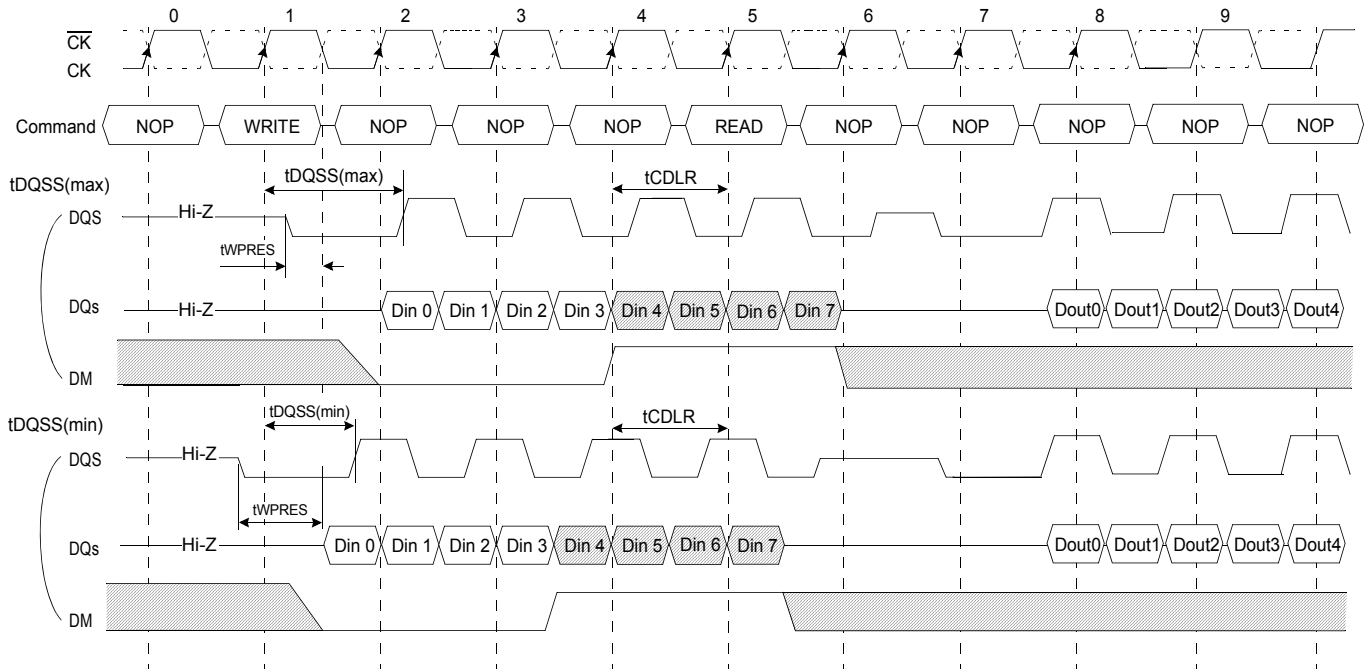 0 1 2 3 4 5 6 7 8 9
CK
CK
Command NOP WRITE NOP NOP NOP READ NOP NOP NOP NOP NOP
tDQSS(max)
tDQSS(max)
tCDLR
DQS Hi-Z
tWPRES
DQs Hi-Z Din 0 Din 1 Din 2 Din 3 Din 4 Din 5 Din 6 Din 7 Dout0 Dout1 Dout2 Dout3 Dout4
DM
tDQSS(min)
tDQSS(min)
tCDLR
DQS Hi-Z
tWPRES
DQs Hi-Z Din 0 Din 1 Din 2 Din 3 Din 4 Din 5 Din 6 Din 7 Dout0 Dout1 Dout2 Dout3 Dout4
DM